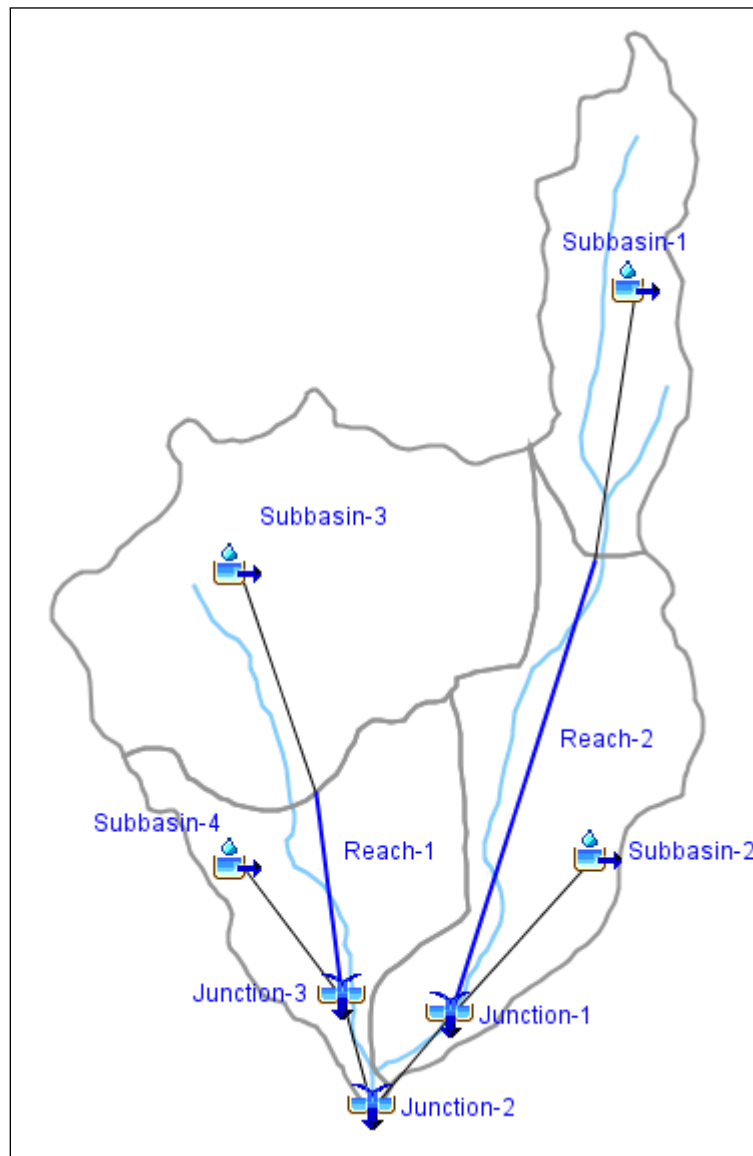 Subbasin-1
Subbasin-3
Reach-2
Subbasin-4
Reach-1
Subbasin-2
Junction-3
Junction-1
Junction-2